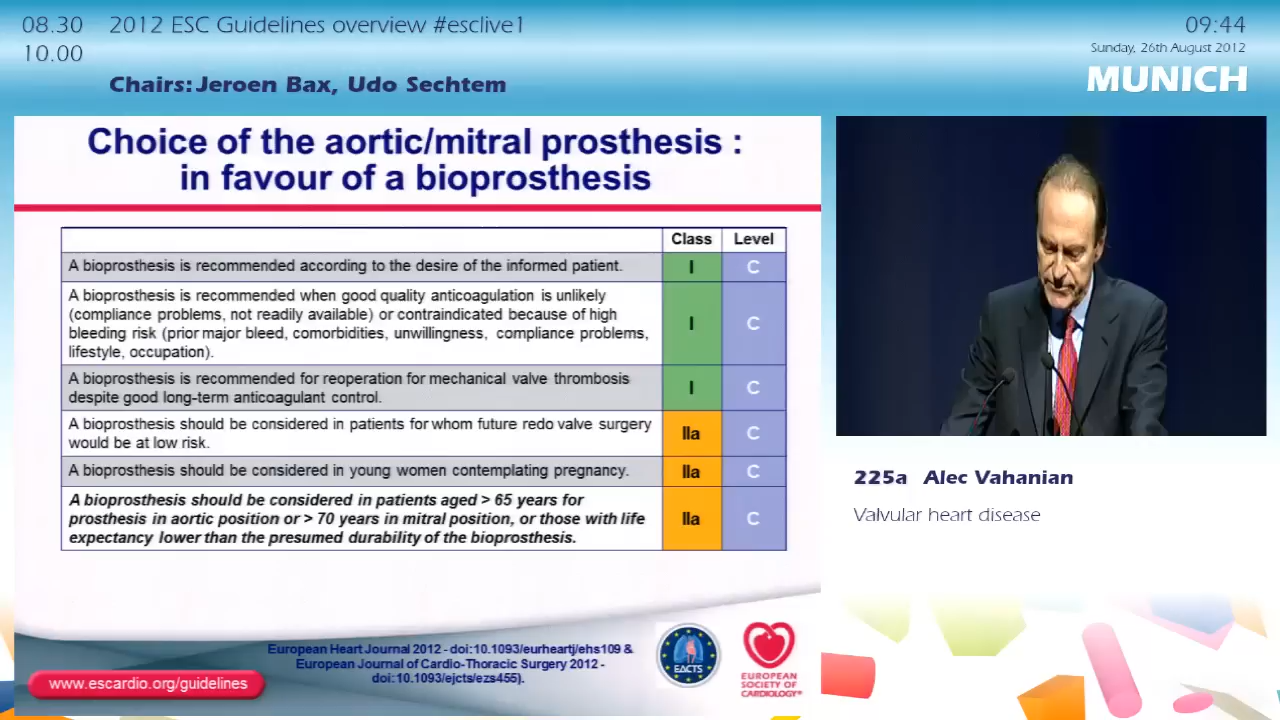 08.30
10.00
2012 ESC Guidelines overview #esclive1
Chairs: Jeroen Bax, Udo Sechtem
09:44
Sunday, 26th August 2012
MUNICH
Choice of the aortic/mitral prosthesis :
in favour of a bioprosthesis
Class Level
A bioprosthesis is recommended according to the desire of the informed patient. I C
A bioprosthesis is recommended when good quality anticoagulation is unlikely
(compliance problems, not readily available) or contraindicated because of high
bleeding risk (prior major bleed, comorbidities, unwillingness, compliance problems,
lifestyle, occupation). I C
A bioprosthesis is recommended for reoperation for mechanical valve thrombosis
despite good long-term anticoagulant control. I C
A bioprosthesis should be considered in patients for whom future redo valve surgery
would be at low risk. IIa C
A bioprosthesis should be considered in young women contemplating pregnancy. IIa C
A bioprosthesis should be considered in patients aged > 65 years for
prosthesis in aortic position or > 70 years in mitral position, or those with life
expectancy lower than the presumed durability of the bioprosthesis. IIa C
European Heart Journal 2012 - doi:10.1093/eurheartj/ehs109 &
European Journal of Cardio-Thoracic Surgery 2012 -
doi:10.1093/ejcts/ezs455).
www.escardio.org/guidelines
EACTS
EUROPEAN
SOCIETY OF
CARDIOLOGY®
225a Alec Vahanian
Valvular heart disease